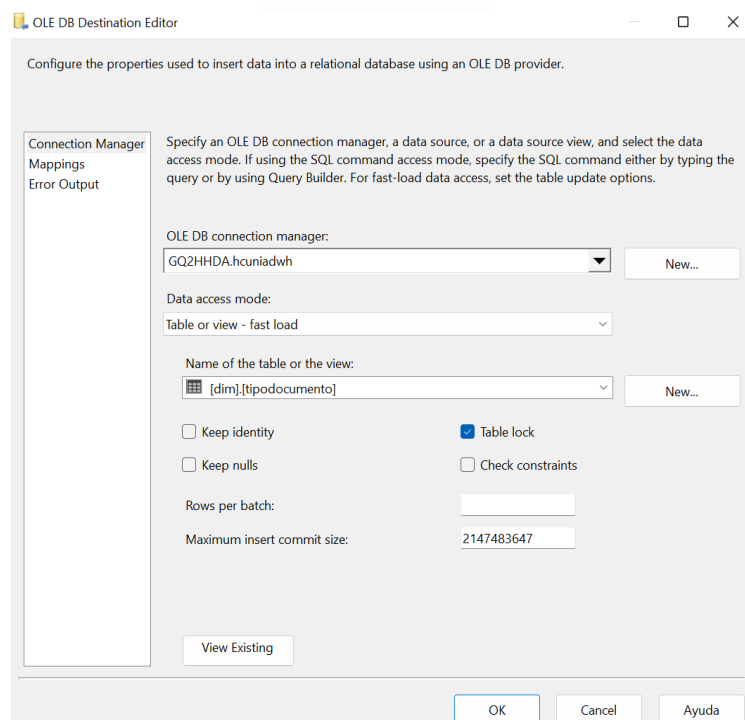 OLE DB Destination Editor
Configure the properties used to insert data into a relational database using an OLE DB provider.
Connection Manager
Mappings
Error Output
Specify an OLE DB connection manager, a data source, or a data source view, and select the data
access mode. If using the SQL command access mode, specify the SQL command either by typing the
query or by using Query Builder. For fast-load data access, set the table update options.
OLE DB connection manager:
GQ2HHDA.hcuniadwh
New...
Data access mode:
Table or view - fast load
Name of the table or the view:
[dim].[tipodocumento]
New...
Keep identity
Table lock
Keep nulls
Check constraints
Rows per batch:
Maximum insert commit size:
2147483647
View Existing
OK
Cancel
Ayuda